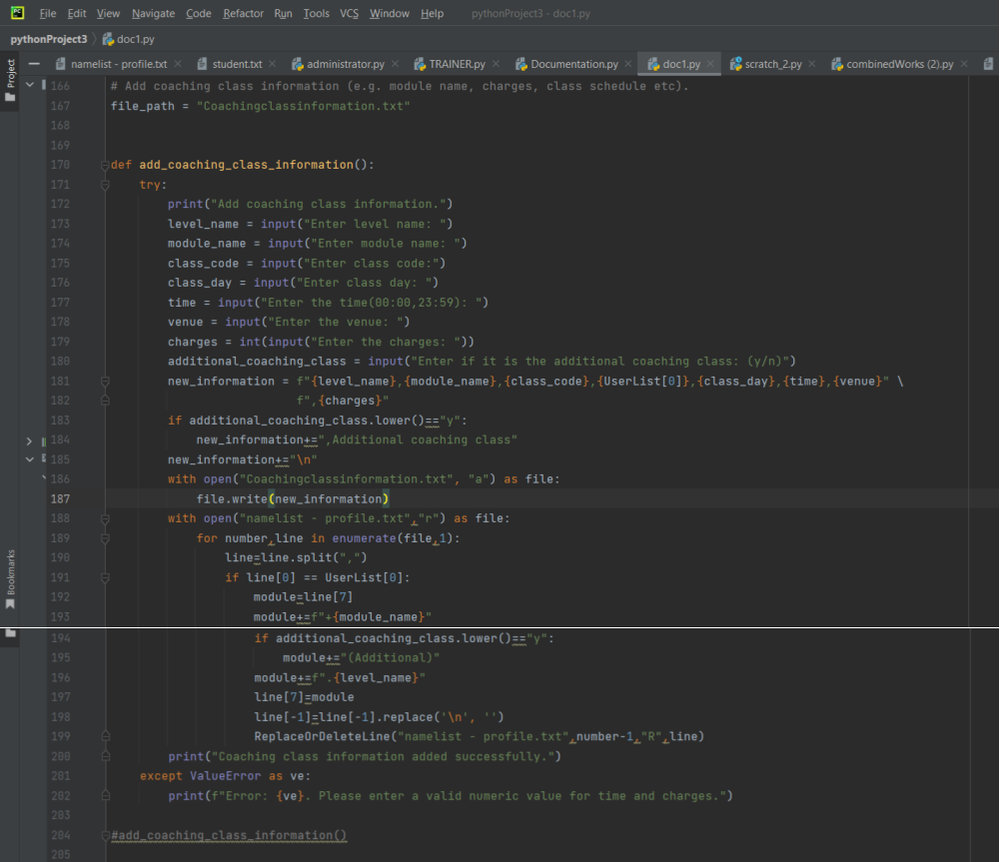 PC File Edit View Navigate Code Refactor Run Tools VCS Window Help pythonProject3 - doc1.py
pythonProject3 doc1.py
Project
namelist - profile.txt student.txt administrator.py TRAINER.py Documentation.py doc1.py scratch_2.py combinedWorks (2).py
166 # Add coaching class information (e.g. module name, charges, class schedule etc).
167 file_path = "Coachingclassinformation.txt"
168
169
170 def add_coaching_class_information():
171     try:
172         print("Add coaching class information.")
173         level_name = input("Enter level name: ")
174         module_name = input("Enter module name: ")
175         class_code = input("Enter class code:")
176         class_day = input("Enter class day: ")
177         time = input("Enter the time(00:00,23:59): ")
178         venue = input("Enter the venue: ")
179         charges = int(input("Enter the charges: "))
180         additional_coaching_class = input("Enter if it is the additional coaching class: (y/n)")
181         new_information = f"{level_name},{module_name},{class_code},{UserList[0]},{class_day},{time},{venue}" \
182                           f",{charges}"
183         if additional_coaching_class.lower()=="y":
184             new_information+=",Additional coaching class"
185         new_information+="\n"
186         with open("Coachingclassinformation.txt", "a") as file:
187             file.write(new_information)
188         with open("namelist - profile.txt","r") as file:
189             for number,line in enumerate(file,1):
190                 line=line.split(",")
191                 if line[0] == UserList[0]:
192                     module=line[7]
193                     module+=f"+{module_name}"
194                     if additional_coaching_class.lower()=="y":
195                         module+="(Additional)"
196                     module+=f".{level_name}"
197                     line[7]=module
198                     line[-1]=line[-1].replace('\n', '')
199                     ReplaceOrDeleteLine("namelist - profile.txt",number-1,"R",line)
200         print("Coaching class information added successfully.")
201     except ValueError as ve:
202         print(f"Error: {ve}. Please enter a valid numeric value for time and charges.")
203
204 #add_coaching_class_information()
205
Bookmarks